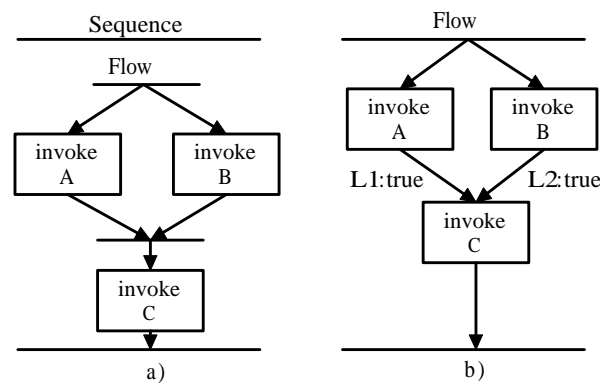 Sequence
Flow
invoke
A
invoke
B
invoke
C
a)
Flow
invoke
A
invoke
B
L1:true
L2:true
invoke
C
b)